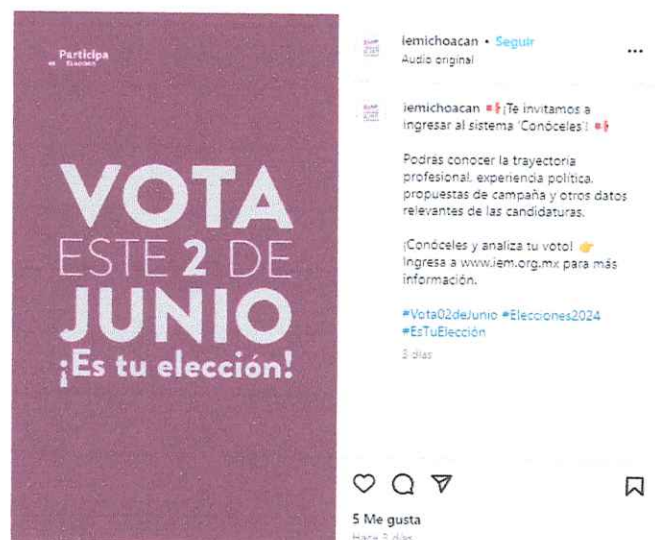 Participa
VOTA
ESTE 2 DE
JUNIO
¡Es tu elección!
iemichoacan • Seguir
Audio original
iemichoacan ¡Te invitamos a
ingresar al sistema 'Conóceles'!
Podrás conocer la trayectoria
profesional, experiencia política,
propuestas de campaña y otros datos
relevantes de las candidaturas.
¡Conóceles y analiza tu voto! 👉
Ingresa a www.iem.org.mx para más
información.
#Vota02deJunio #Elecciones2024
#EsTuElección
3 días
5 Me gusta
Hace 3 días